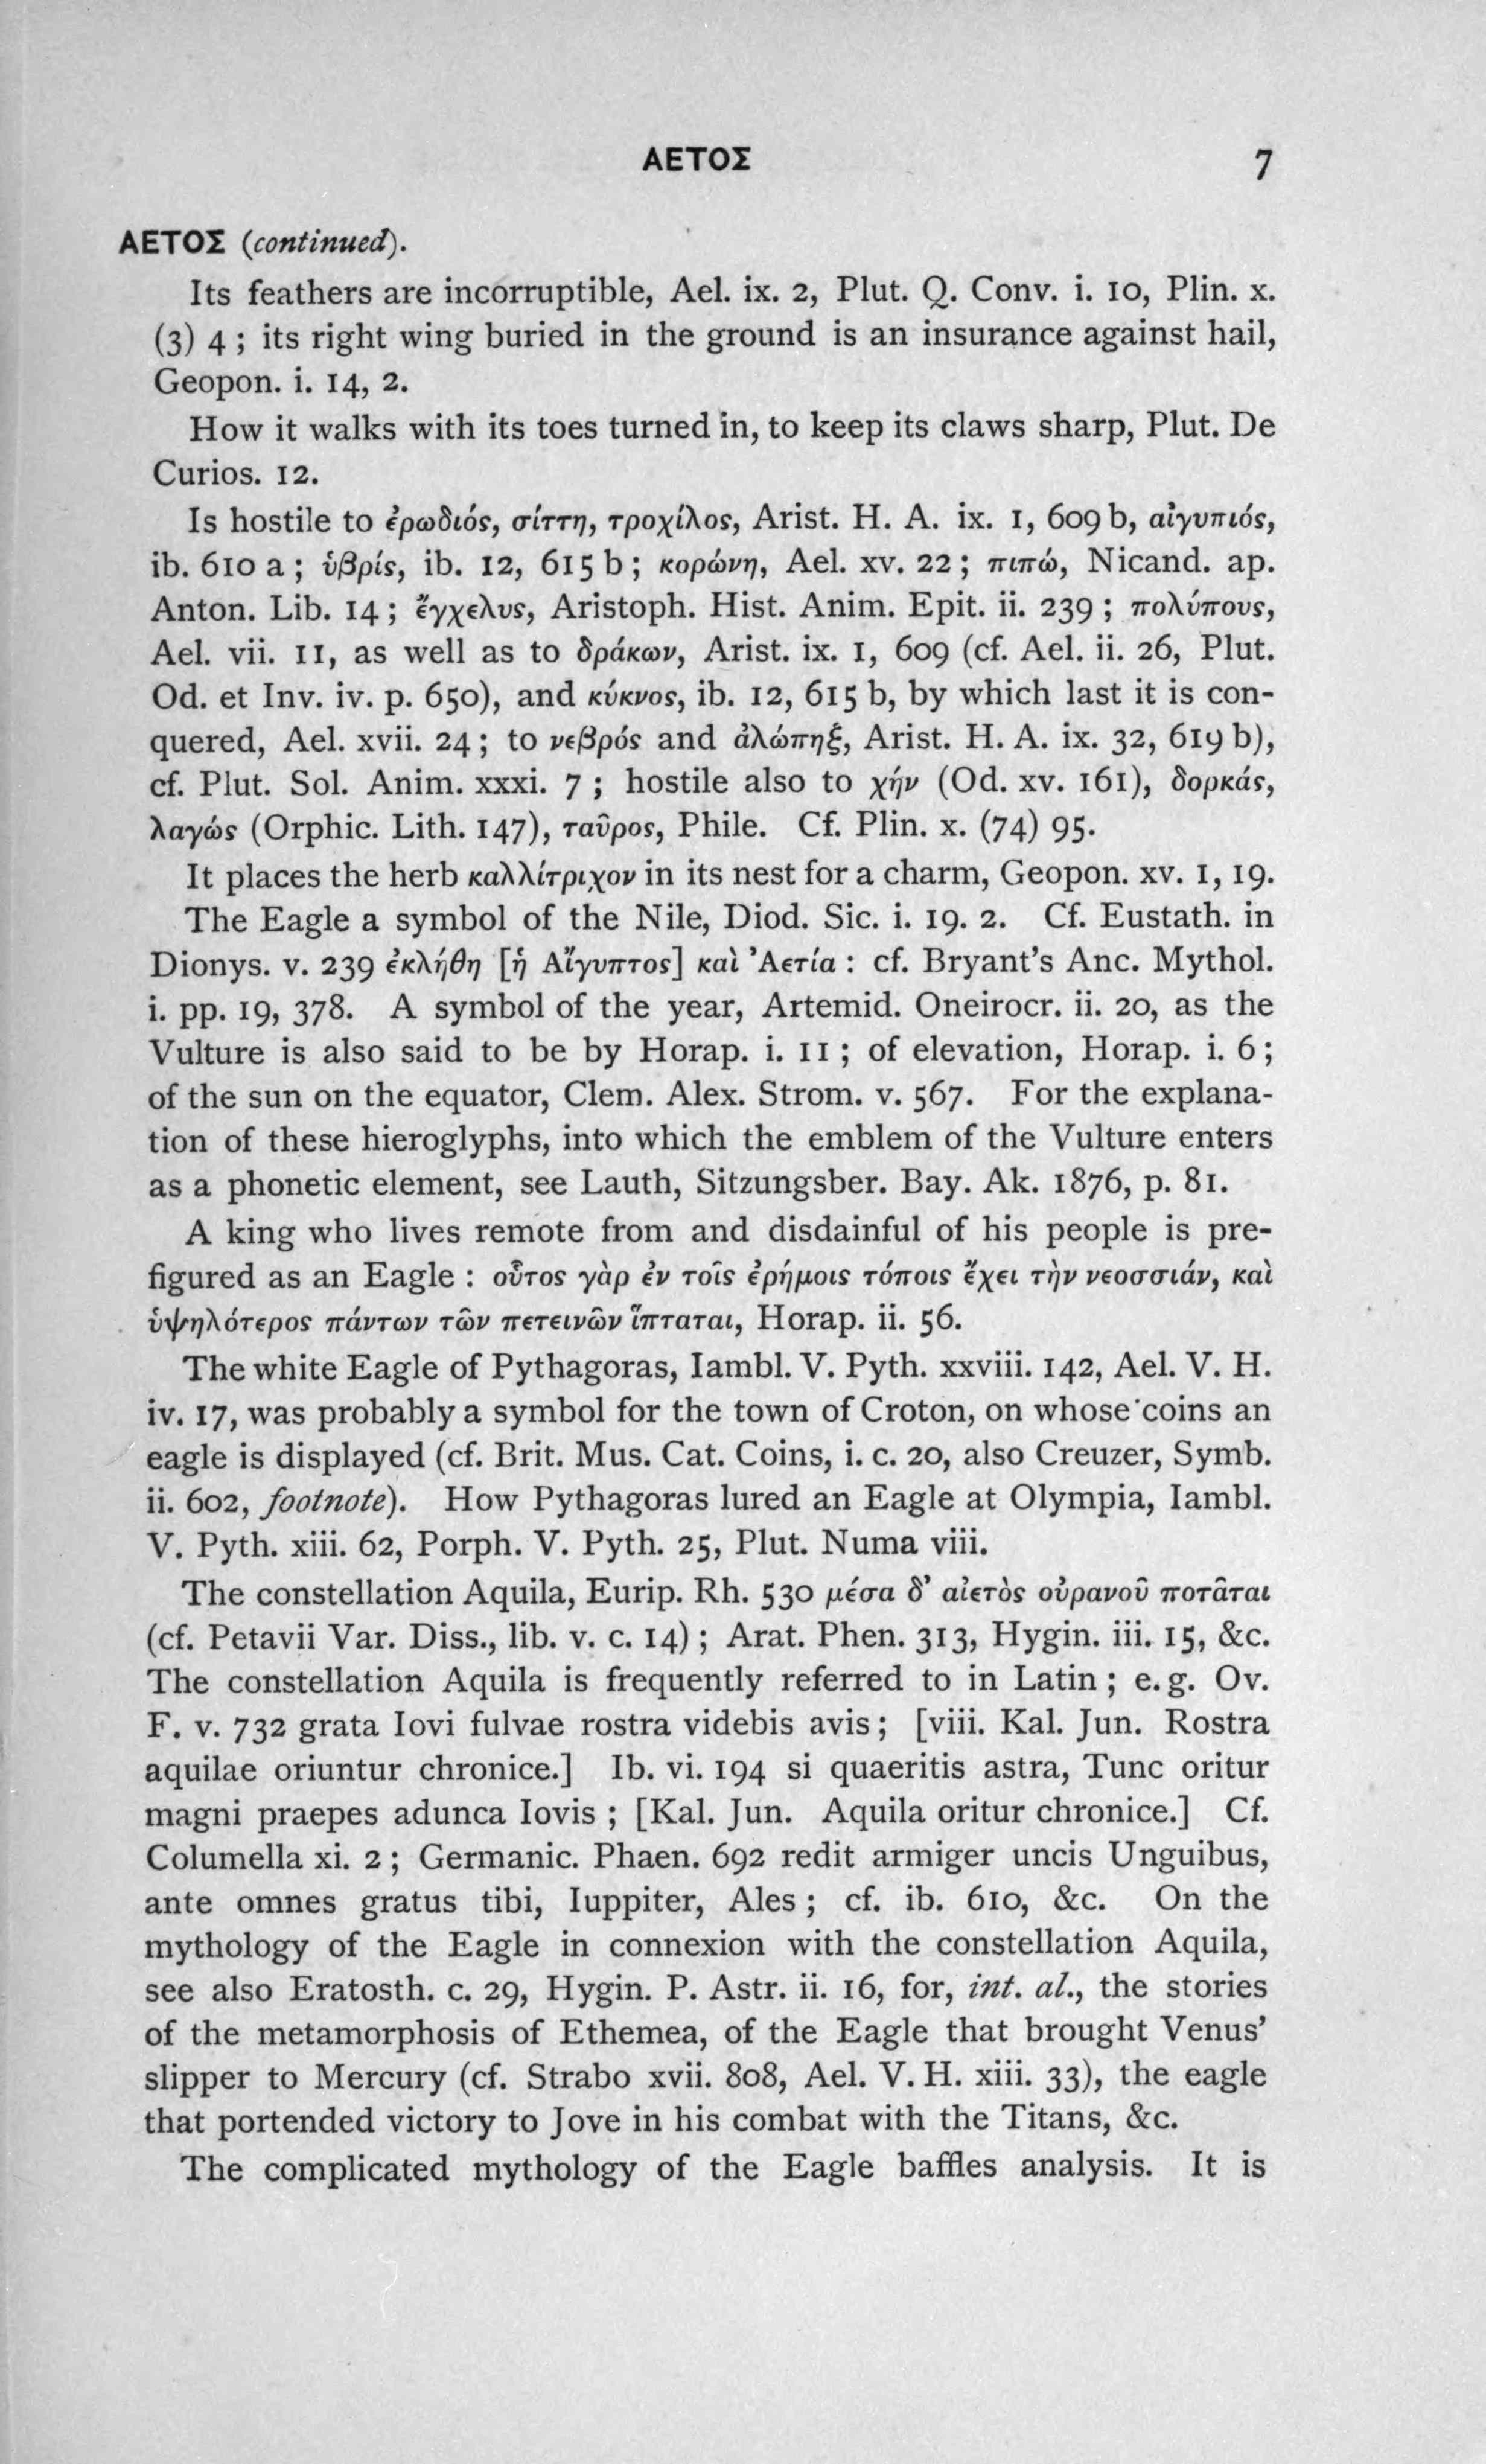 ΑΕΤΟΣ 7
ΑΕΤΟΣ (continued).
Its feathers are incorruptible, Ael. ix. 2, Plut. Q. Conv. i. 10, Plin. x.
(3) 4 ; its right wing buried in the ground is an insurance against hail,
Geopon. i. 14, 2.
How it walks with its toes turned in, to keep its claws sharp, Plut. De
Curios. 12.
Is hostile to ἐρωδιός, σίττη, τροχίλος, Arist. H. A. ix. 1, 609 b, αἰγυπιός,
ib. 610 a ; ὑβρίς, ib. 12, 615 b ; κορώνη, Ael. xv. 22 ; πιπώ, Nicand. ap.
Anton. Lib. 14 ; ἔγχελυς, Aristoph. Hist. Anim. Epit. ii. 239 ; πολύπους,
Ael. vii. 11, as well as to δράκων, Arist. ix. 1, 609 (cf. Ael. ii. 26, Plut.
Od. et Inv. iv. p. 650), and κύκνος, ib. 12, 615 b, by which last it is con-
quered, Ael. xvii. 24 ; to νεβρός and ἀλώπηξ, Arist. H. A. ix. 32, 619 b),
cf. Plut. Sol. Anim. xxxi. 7 ; hostile also to χήν (Od. xv. 161), δορκάς,
λαγώς (Orphic. Lith. 147), ταῦρος, Phile. Cf. Plin. x. (74) 95.
It places the herb καλλίτριχον in its nest for a charm, Geopon. xv. 1, 19.
The Eagle a symbol of the Nile, Diod. Sic. i. 19. 2. Cf. Eustath. in
Dionys. v. 239 ἐκλήθη [ἡ Αἴγυπτος] καὶ Ἀετία : cf. Bryant's Anc. Mythol.
i. pp. 19, 378. A symbol of the year, Artemid. Oneirocr. ii. 20, as the
Vulture is also said to be by Horap. i. 11 ; of elevation, Horap. i. 6 ;
of the sun on the equator, Clem. Alex. Strom. v. 567. For the explana-
tion of these hieroglyphs, into which the emblem of the Vulture enters
as a phonetic element, see Lauth, Sitzungsber. Bay. Ak. 1876, p. 81.
A king who lives remote from and disdainful of his people is pre-
figured as an Eagle : οὗτος γὰρ ἐν τοῖς ἐρήμοις τόποις ἔχει τὴν νεοσσιάν, καὶ
ὑψηλότερος πάντων τῶν πετεινῶν ἵπταται, Horap. ii. 56.
The white Eagle of Pythagoras, Iambl. V. Pyth. xxviii. 142, Ael. V. H.
iv. 17, was probably a symbol for the town of Croton, on whose coins an
eagle is displayed (cf. Brit. Mus. Cat. Coins, i. c. 20, also Creuzer, Symb.
ii. 602, footnote). How Pythagoras lured an Eagle at Olympia, Iambl.
V. Pyth. xiii. 62, Porph. V. Pyth. 25, Plut. Numa viii.
The constellation Aquila, Eurip. Rh. 530 μέσα δ' αἰετὸς οὐρανοῦ ποτᾶται
(cf. Petavii Var. Diss., lib. v. c. 14) ; Arat. Phen. 313, Hygin. iii. 15, &c.
The constellation Aquila is frequently referred to in Latin ; e.g. Ov.
F. v. 732 grata Iovi fulvae rostra videbis avis ; [viii. Kal. Jun. Rostra
aquilae oriuntur chronice.] Ib. vi. 194 si quaeritis astra, Tunc oritur
magni praepes adunca Iovis ; [Kal. Jun. Aquila oritur chronice.] Cf.
Columella xi. 2 ; Germanic. Phaen. 692 redit armiger uncis Unguibus,
ante omnes gratus tibi, Iuppiter, Ales ; cf. ib. 610, &c. On the
mythology of the Eagle in connexion with the constellation Aquila,
see also Eratosth. c. 29, Hygin. P. Astr. ii. 16, for, int. al., the stories
of the metamorphosis of Ethemea, of the Eagle that brought Venus'
slipper to Mercury (cf. Strabo xvii. 808, Ael. V. H. xiii. 33), the eagle
that portended victory to Jove in his combat with the Titans, &c.
The complicated mythology of the Eagle baffles analysis. It is